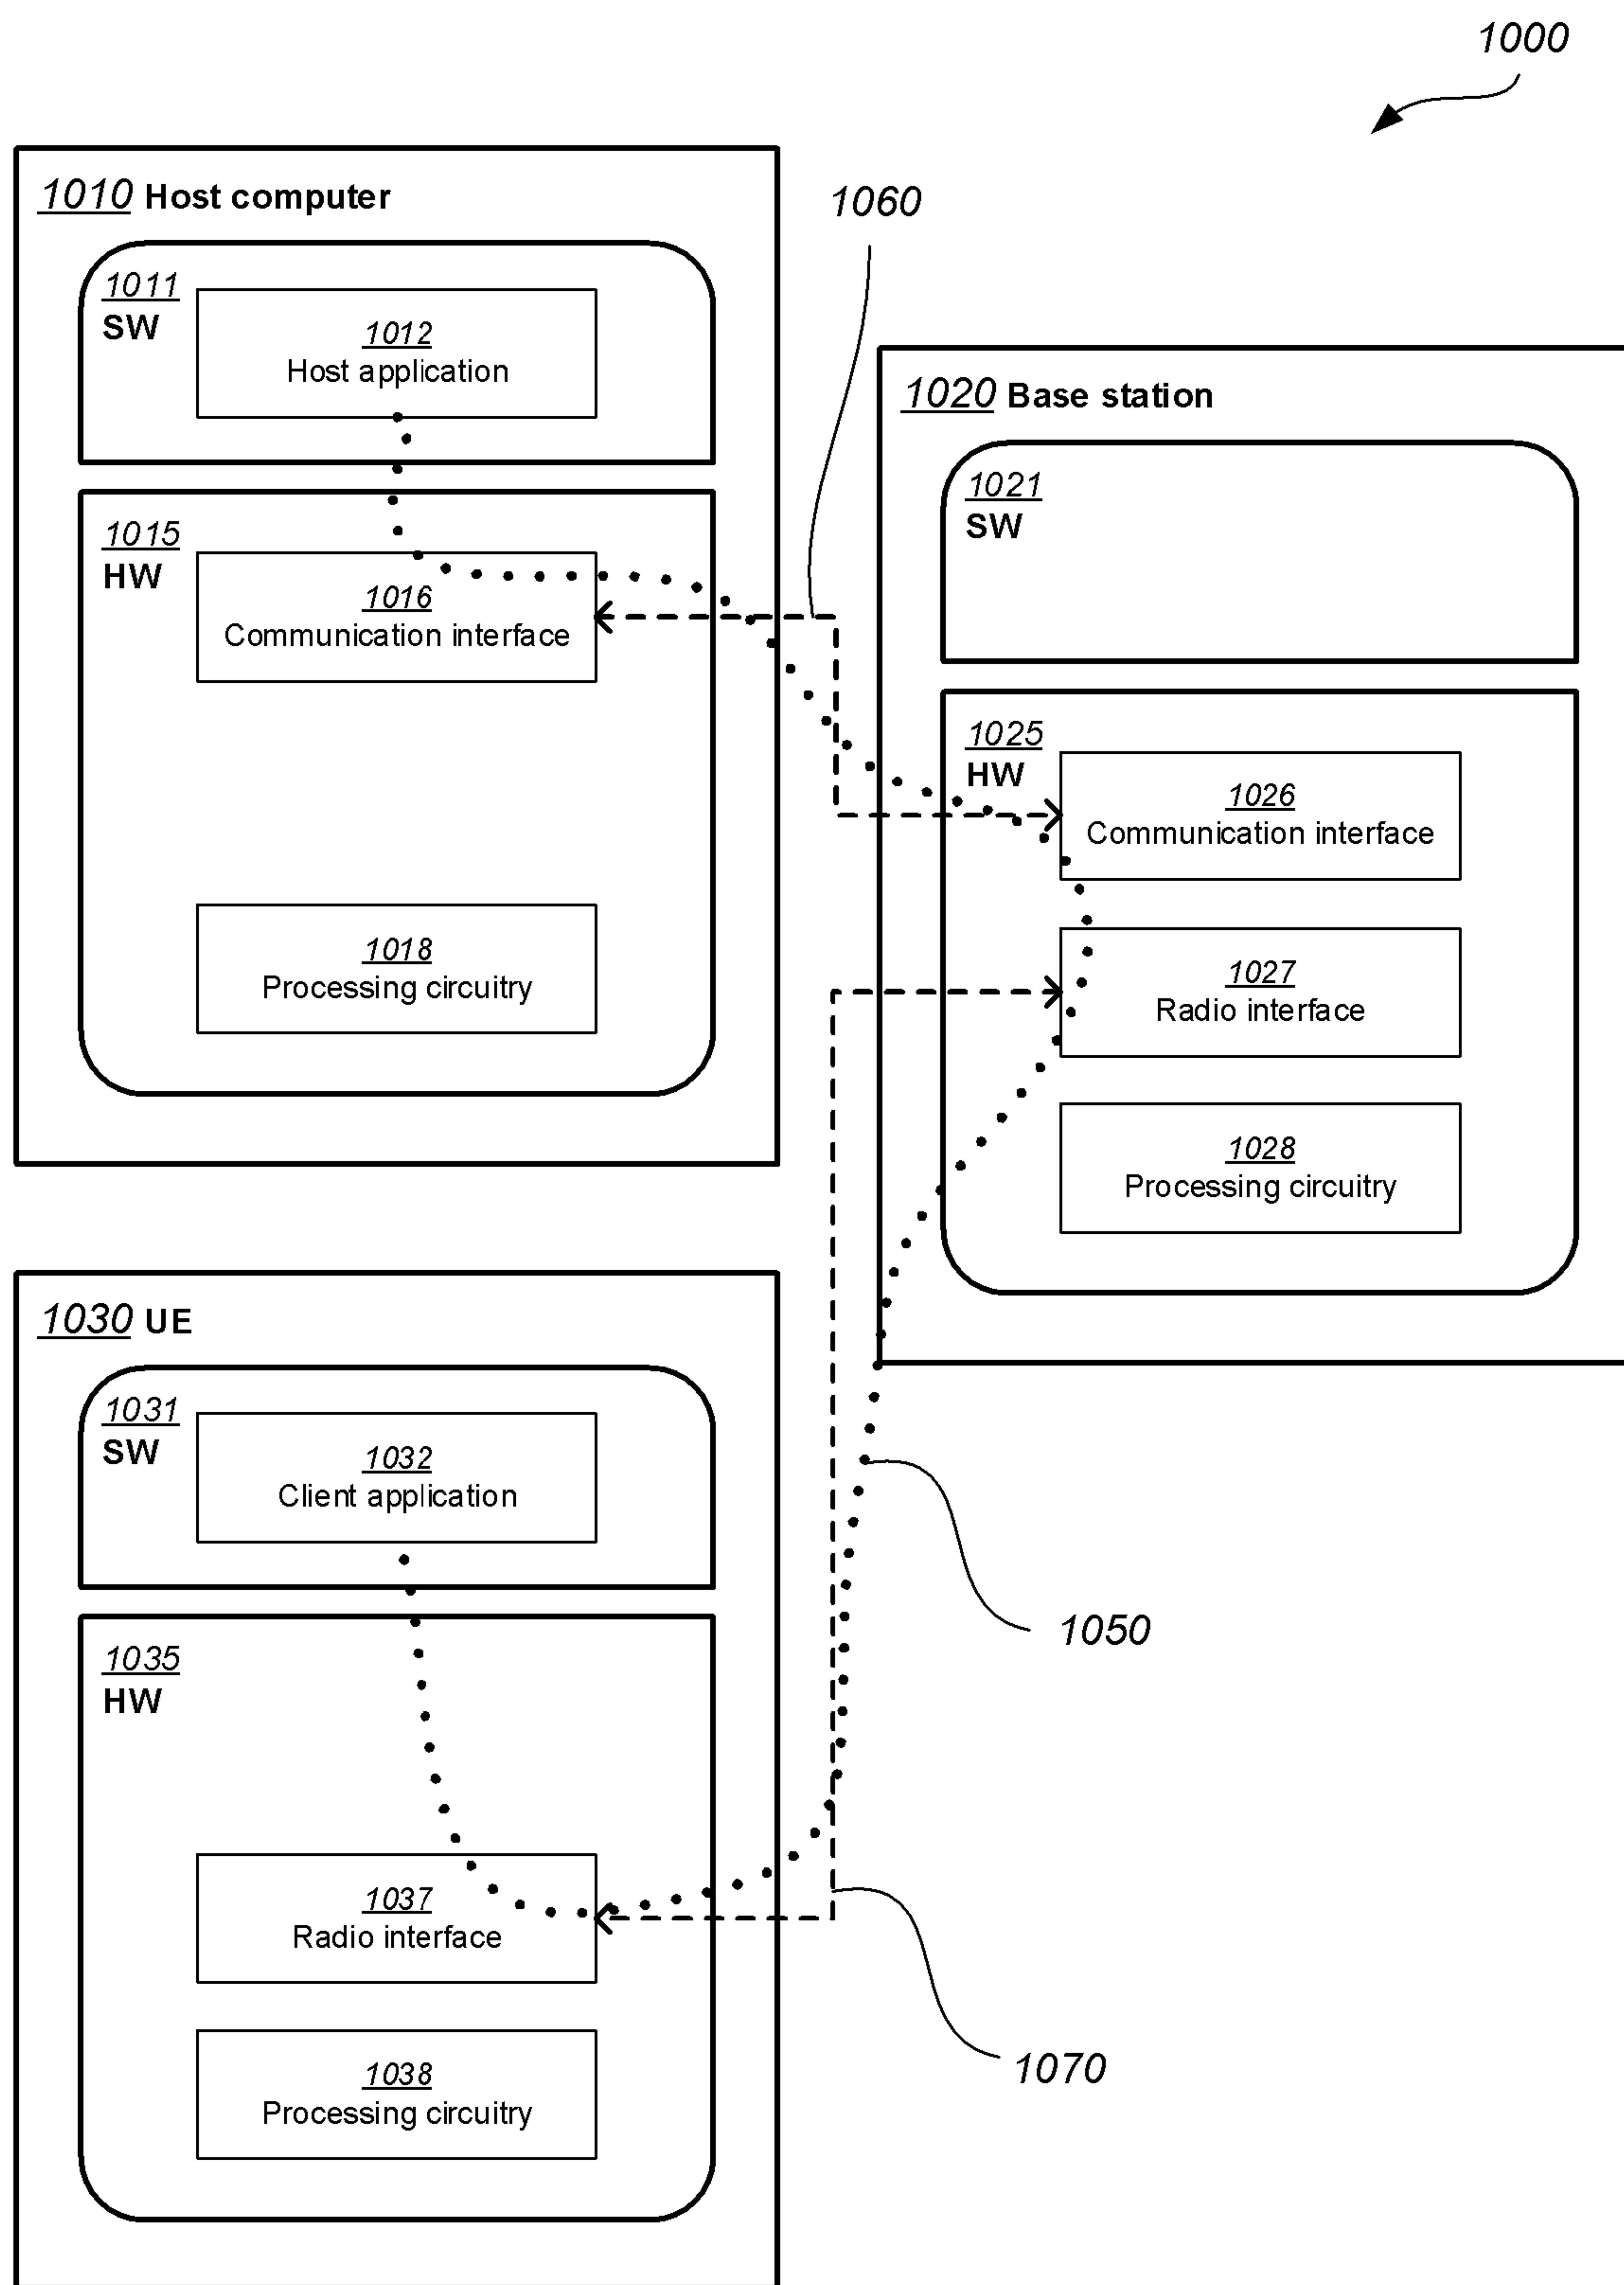 1000
1010 Host computer
1011
SW
1012
Host application
1015
HW
1016
Communication interface
1018
Processing circuitry
1060
1020 Base station
1021
SW
1025
HW
1026
Communication interface
1027
Radio interface
1028
Processing circuitry
1030 UE
1031
SW
1032
Client application
1035
HW
1037
Radio interface
1038
Processing circuitry
1050
1070